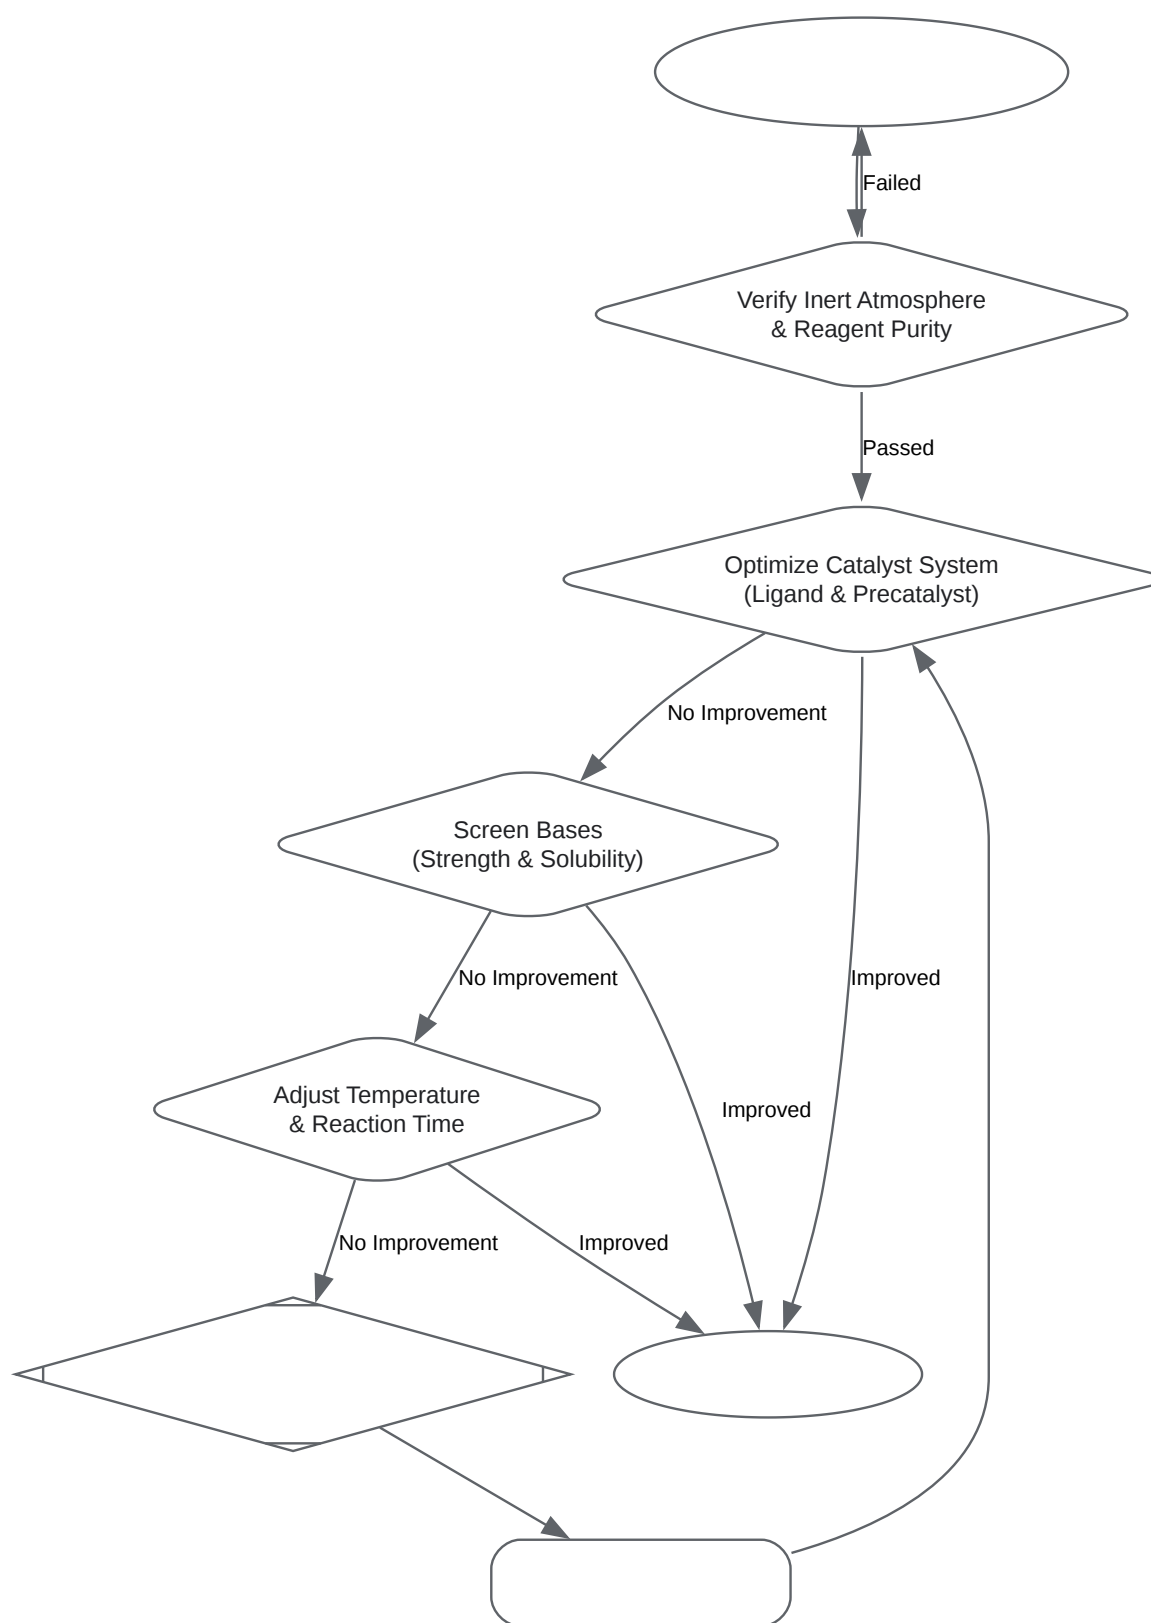 Failed
Verify Inert Atmosphere
& Reagent Purity
Passed
Optimize Catalyst System
(Ligand & Precatalyst)
No Improvement
Screen Bases
(Strength & Solubility)
No Improvement
Improved
Adjust Temperature
& Reaction Time
Improved
No Improvement
Improved